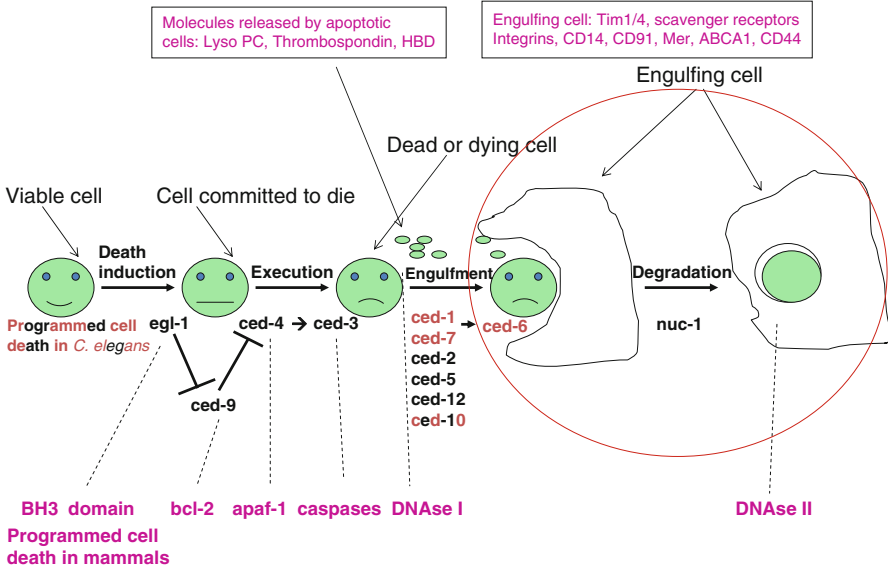 Molecules released by apoptotic
cells: Lyso PC, Thrombospondin, HBD
Engulfing cell: Tim1/4, scavenger receptors
Integrins, CD14, CD91, Mer, ABCA1, CD44
Engulfing cell
Dead or dying cell
Viable cell
Cell committed to die
Death
induction
Execution
Engulfment
Degradation
Programmed cell
death in C. elegans
egl-1
ced-4
ced-3
ced-9
ced-1
ced-7
ced-2
ced-5
ced-12
ced-10
ced-6
nuc-1
BH3 domain
bcl-2
apaf-1
caspases
DNAse I
DNAse II
Programmed cell
death in mammals